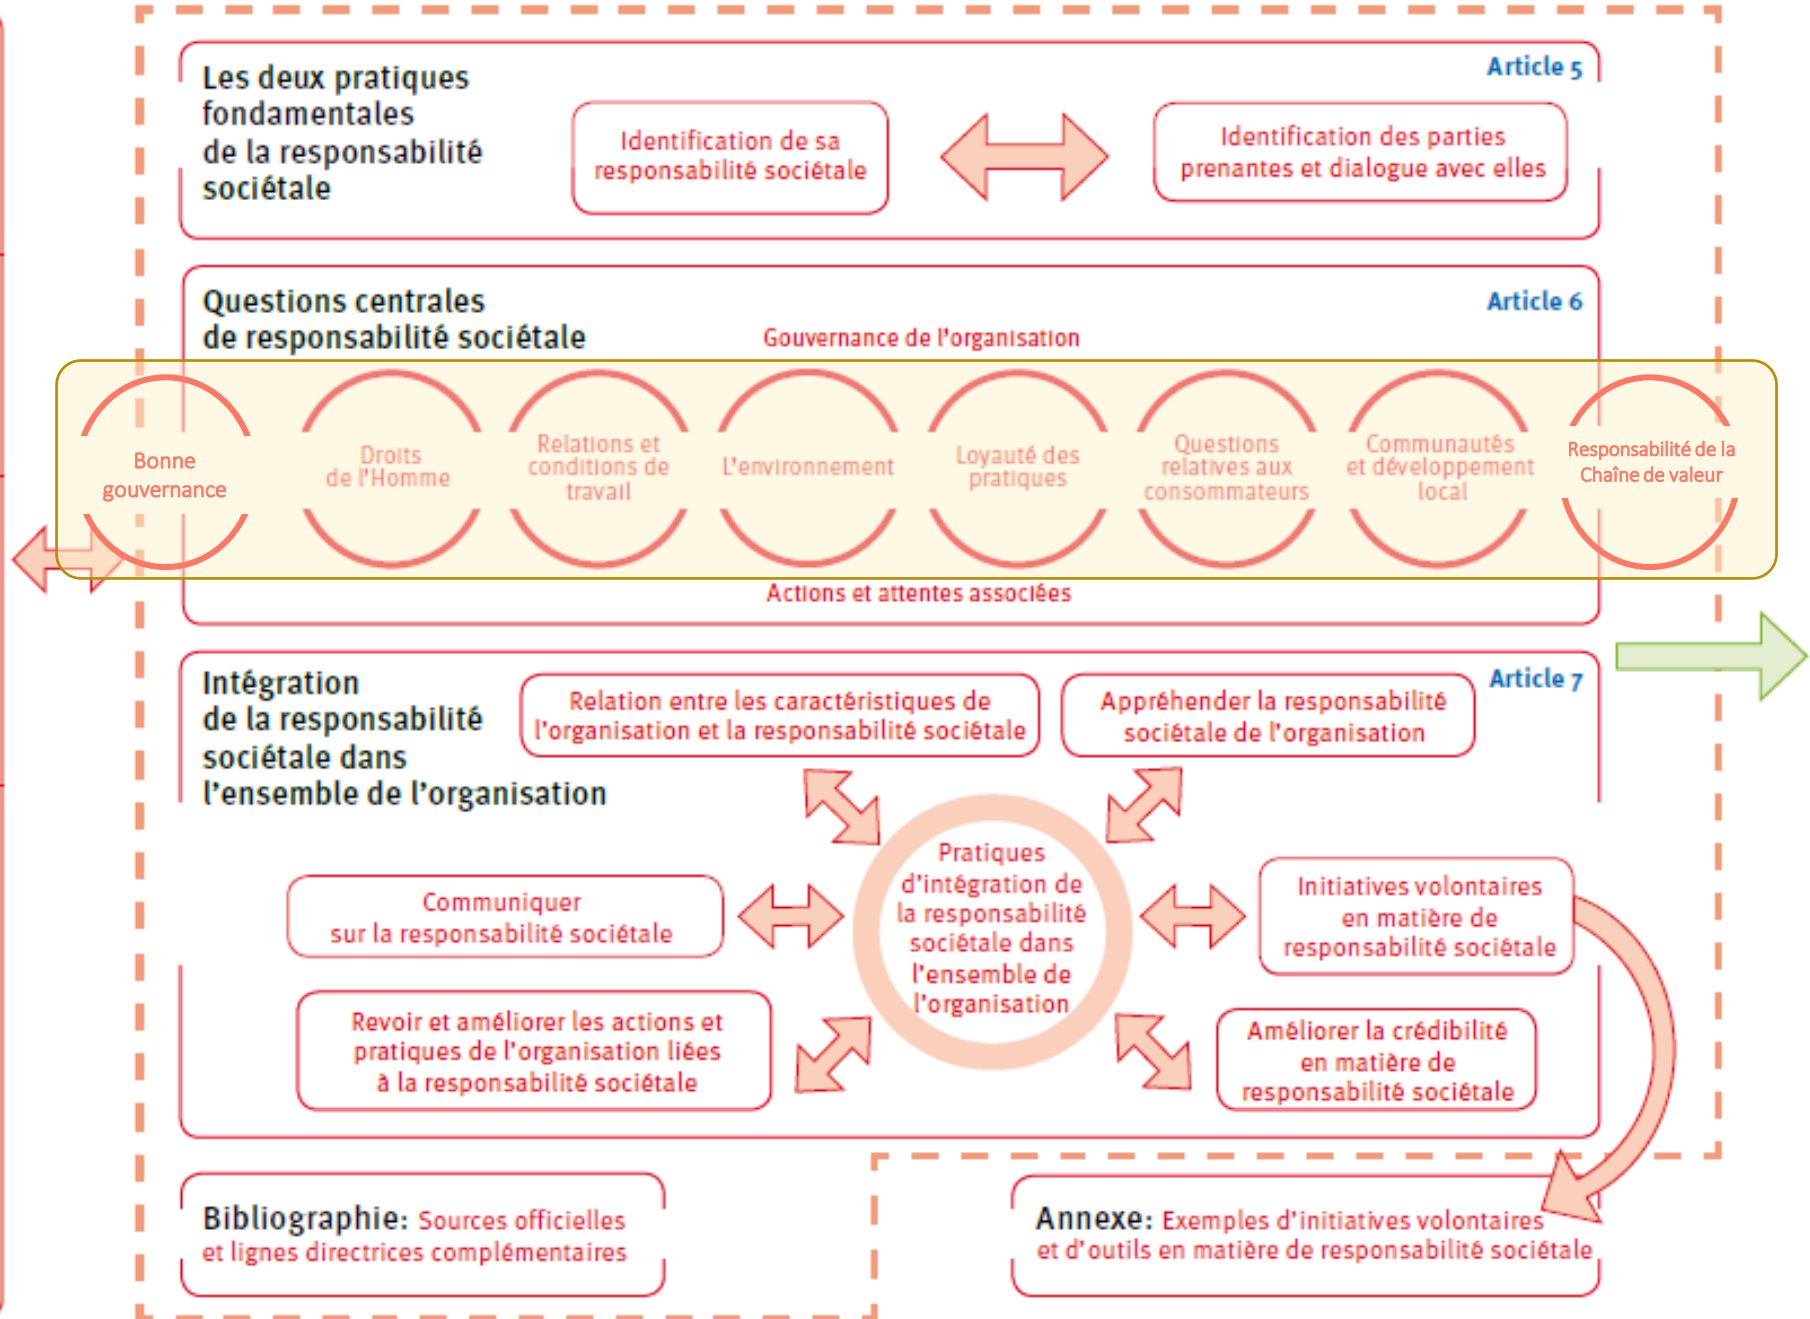 Les deux pratiques
fondamentales
de la responsabilité
sociétale
Article 5
Identification de sa
responsabilité sociétale
Identification des parties
prenantes et dialogue avec elles
Questions centrales
de responsabilité sociétale
Article 6
Gouvernance de l'organisation
Bonne
gouvernance
Droits
de l'Homme
Relations et
conditions de
travail
L'environnement
Loyauté des
pratiques
Questions
relatives aux
consommateurs
Communautés
et développement
local
Responsabilité de la
Chaîne de valeur
Actions et attentes associées
Intégration
de la responsabilité
sociétale dans
l'ensemble de l'organisation
Article 7
Relation entre les caractéristiques de
l'organisation et la responsabilité sociétale
Appréhender la responsabilité
sociétale de l'organisation
Pratiques
d'intégration de
la responsabilité
sociétale dans
l'ensemble de
l'organisation
Communiquer
sur la responsabilité sociétale
Initiatives volontaires
en matière de
responsabilité sociétale
Revoir et améliorer les actions et
pratiques de l'organisation liées
à la responsabilité sociétale
Améliorer la crédibilité
en matière de
responsabilité sociétale
Bibliographie: Sources officielles
et lignes directrices complémentaires
Annexe: Exemples d'initiatives volontaires
et d'outils en matière de responsabilité sociétale